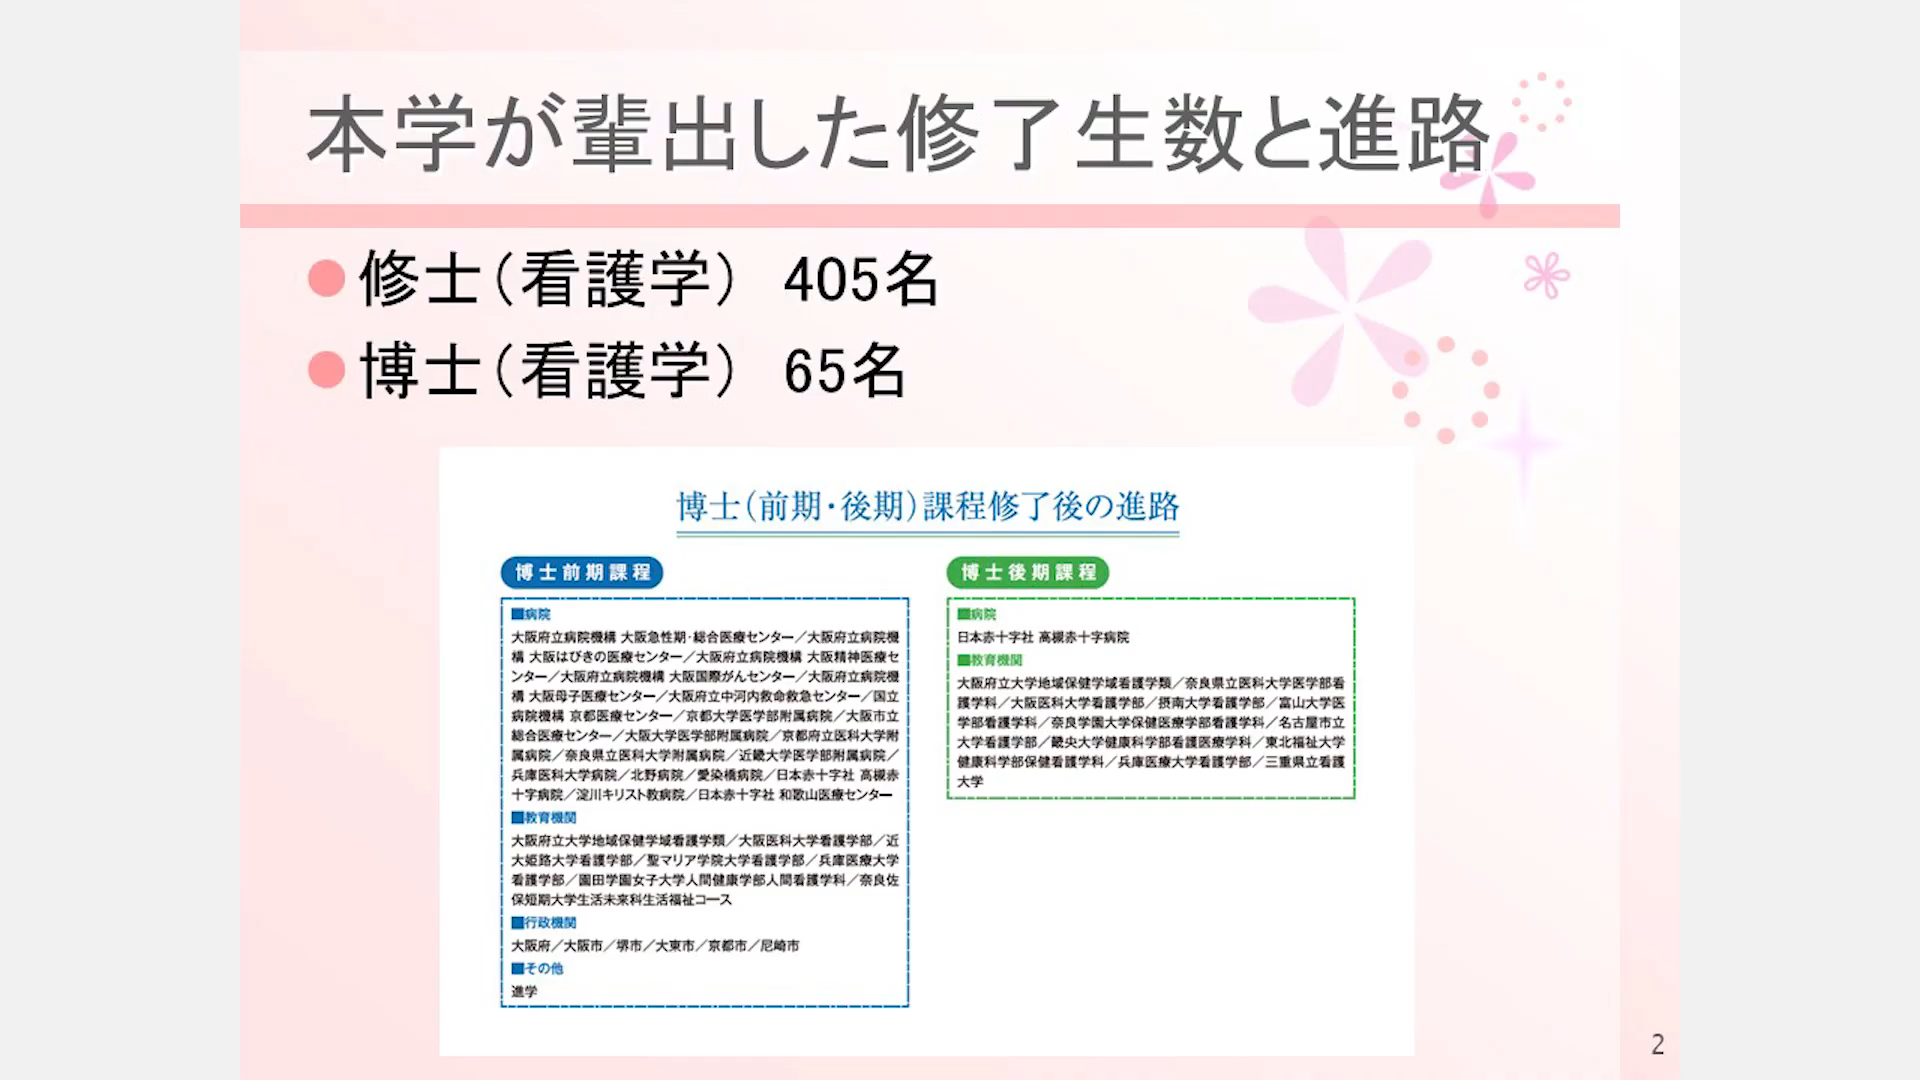 本学が輩出した修了生数と進路
修士（看護学）　405名
博士（看護学）　65名
博士（前期・後期）課程修了後の進路
博士前期課程
■病院
大阪府立病院機構 大阪急性期・総合医療センター／大阪府立病院機
構 大阪はびきの医療センター／大阪府立病院機構 大阪精神医療セ
ンター／大阪府立病院機構 大阪国際がんセンター／大阪府立病院機
構 大阪母子医療センター／大阪府立中河内救命救急センター／国立
病院機構 京都医療センター／京都大学医学部附属病院／大阪市立
総合医療センター／大阪大学医学部附属病院／京都府立医科大学附
属病院／奈良県立医科大学附属病院／近畿大学医学部附属病院／
兵庫医科大学病院／北野病院／愛染橋病院／日本赤十字社 高槻赤
十字病院／淀川キリスト教病院／日本赤十字社 和歌山医療センター
■教育機関
大阪府立大学地域保健学域看護学類／大阪医科大学看護学部／近
大姫路大学看護学部／聖マリア学院大学看護学部／兵庫医療大学
看護学部／園田学園女子大学人間健康学部人間看護学科／奈良佐
保短期大学生活未来科生活福祉コース
■行政機関
大阪府／大阪市／堺市／大東市／京都市／尼崎市
■その他
進学
博士後期課程
■病院
日本赤十字社 高槻赤十字病院
■教育機関
大阪府立大学地域保健学域看護学類／奈良県立医科大学医学部看
護学科／大阪医科大学看護学部／摂南大学看護学部／富山大学医
学部看護学科／奈良学園大学保健医療学部看護学科／名古屋市立
大学看護学部／畿央大学健康科学部看護医療学科／東北福祉大学
健康科学部保健看護学科／兵庫医療大学看護学部／三重県立看護
大学
2